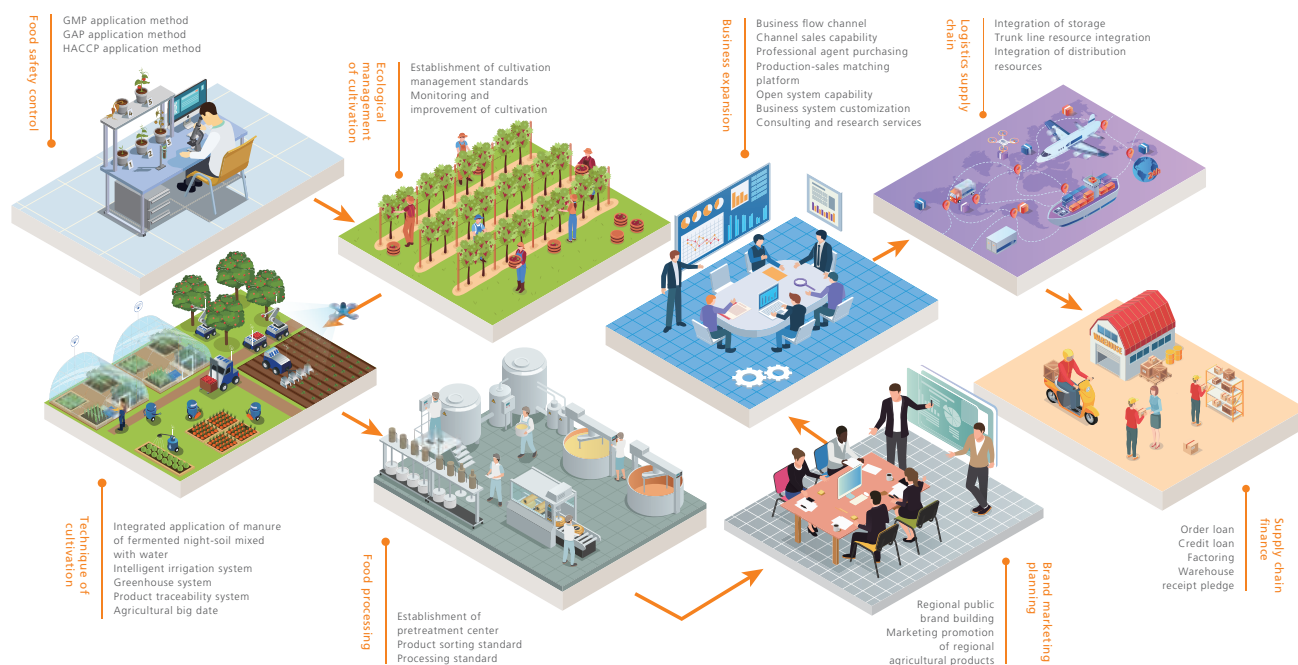 Food safety control
GMP application method
GAP application method
HACCP application method
Ecological
management
of cultivation
Establishment of cultivation
management standards
Monitoring and
improvement of cultivation
Business expansion
Business flow channel
Channel sales capability
Professional agent purchasing
Production-sales matching
platform
Open system capability
Business system customization
Consulting and research services
Logistics supply
chain
Integration of storage
Trunk line resource integration
Integration of distribution
resources
WAREHOUSE
Technique of
cultivation
Integrated application of manure
of fermented night-soil mixed
with water
Intelligent irrigation system
Greenhouse system
Product traceability system
Agricultural big date
Food processing
Establishment of
pretreatment center
Product sorting standard
Processing standard
Brand marketing
planning
Regional public
brand building
Marketing promotion
of regional
agricultural products
Supply chain
finance
Order loan
Credit loan
Factoring
Warehouse
receipt pledge